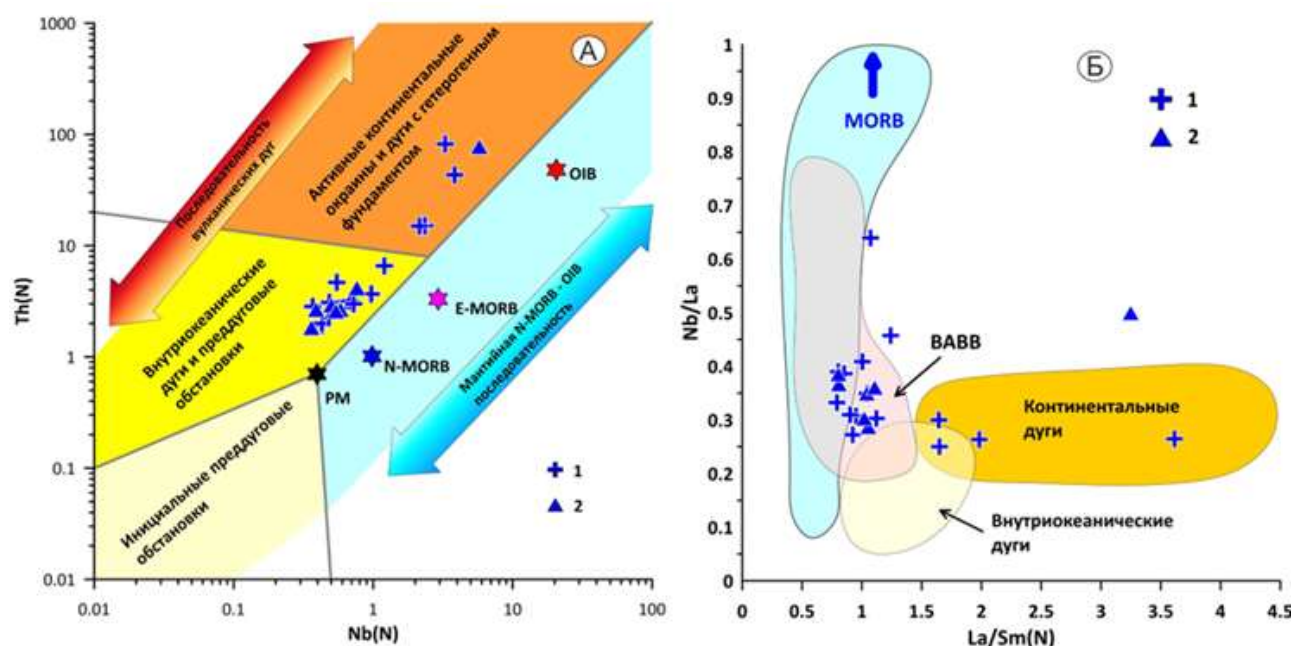 А
1000
100
10
1
0.1
0.01
Th(N)
0.01
0.1
1
10
100
Nb(N)
Последовательность
вулканических дуг
Активные континентальные
окраины и дуги с гетерогенным
фундаментом
Внутриокеанические
дуги и преддуговые
обстановки
Инициальные преддуговые
обстановки
Мантийная N-MORB - OIB
последовательность
OIB
E-MORB
N-MORB
PM
1
2
Б
1
0.9
0.8
0.7
0.6
0.5
0.4
0.3
0.2
0.1
0
Nb/La
0
0.5
1
1.5
2
2.5
3
3.5
4
4.5
La/Sm(N)
MORB
1
2
BABB
Континентальные
дуги
Внутриокеанические
дуги